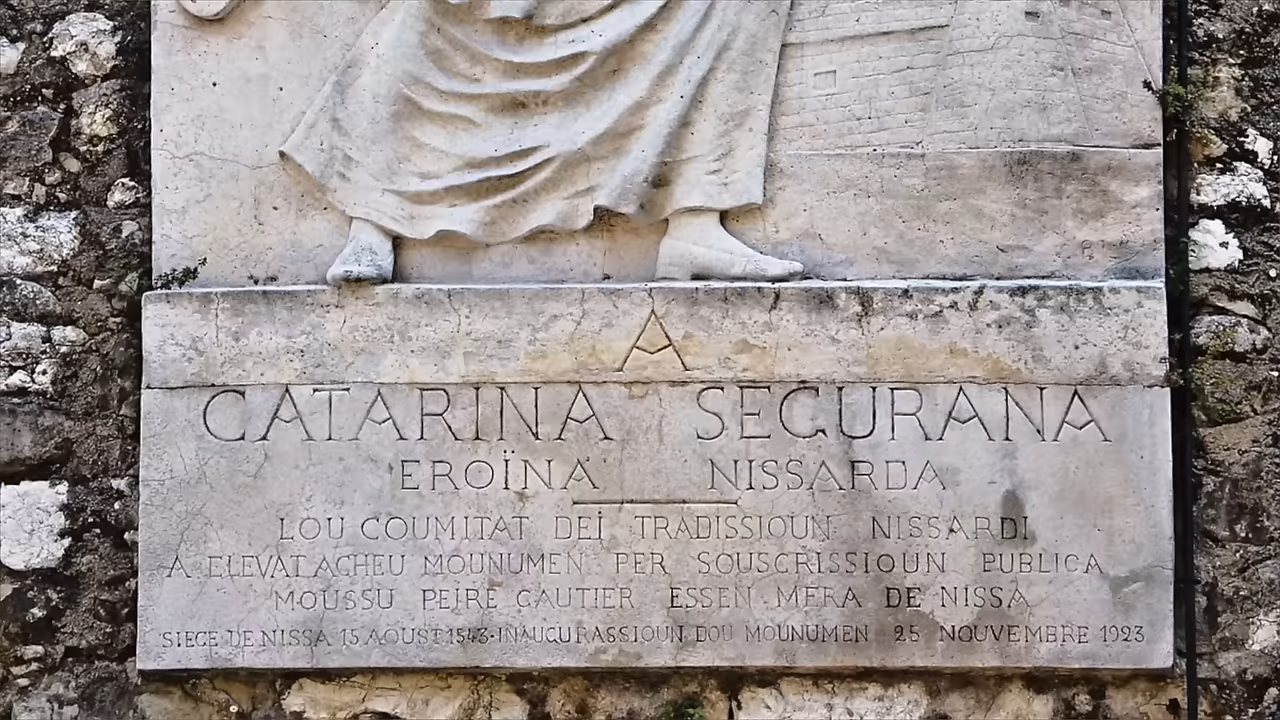 A
CATARINA SEGURANA
EROÏNA NISSARDA
LOU COUMITAT DEI TRADISSIOUN NISSARDI
A ELEVAT ACHEU MOUNUMEN PER SOUSCRISSIOUN PUBLICA
MOUSSU PEIRE GAUTIER ESSEN MERA DE NISSA
SIEGE DE NISSA 15 AOUST 1543·INAUGURASSIOUN DOU MOUNUMEN 25 NOUVEMBRE 1923